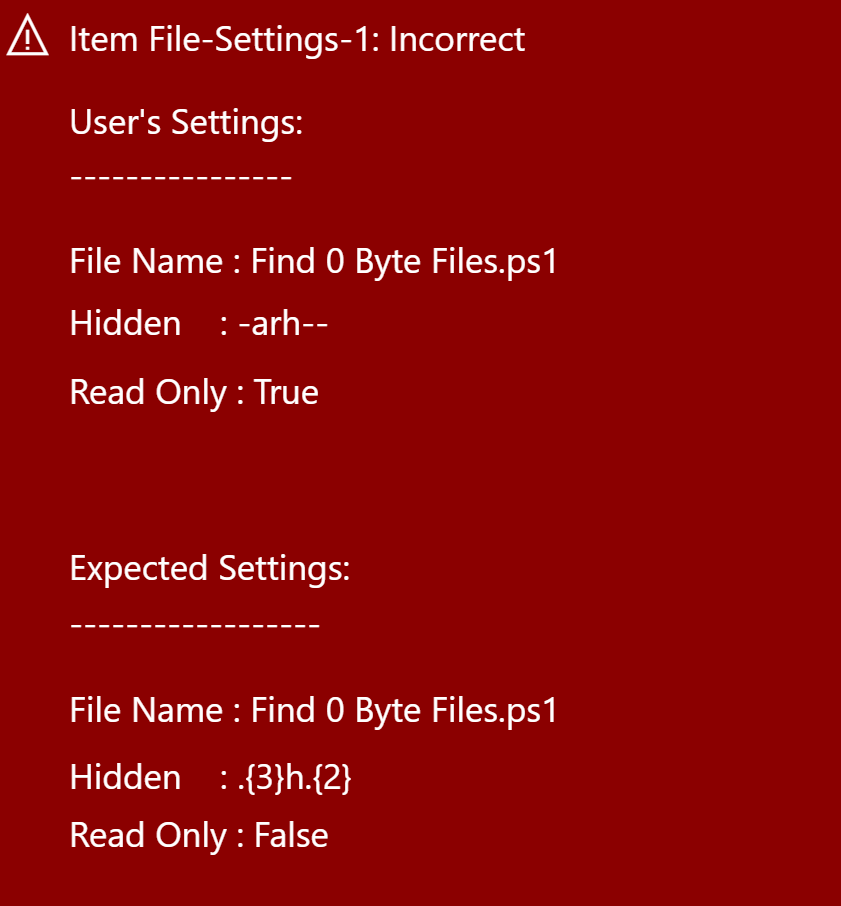 Item File-Settings-1: Incorrect
User's Settings:
----------------
File Name : Find 0 Byte Files.ps1
Hidden    : -arh--
Read Only : True
Expected Settings:
------------------
File Name : Find 0 Byte Files.ps1
Hidden    : .{3}h.{2}
Read Only : False